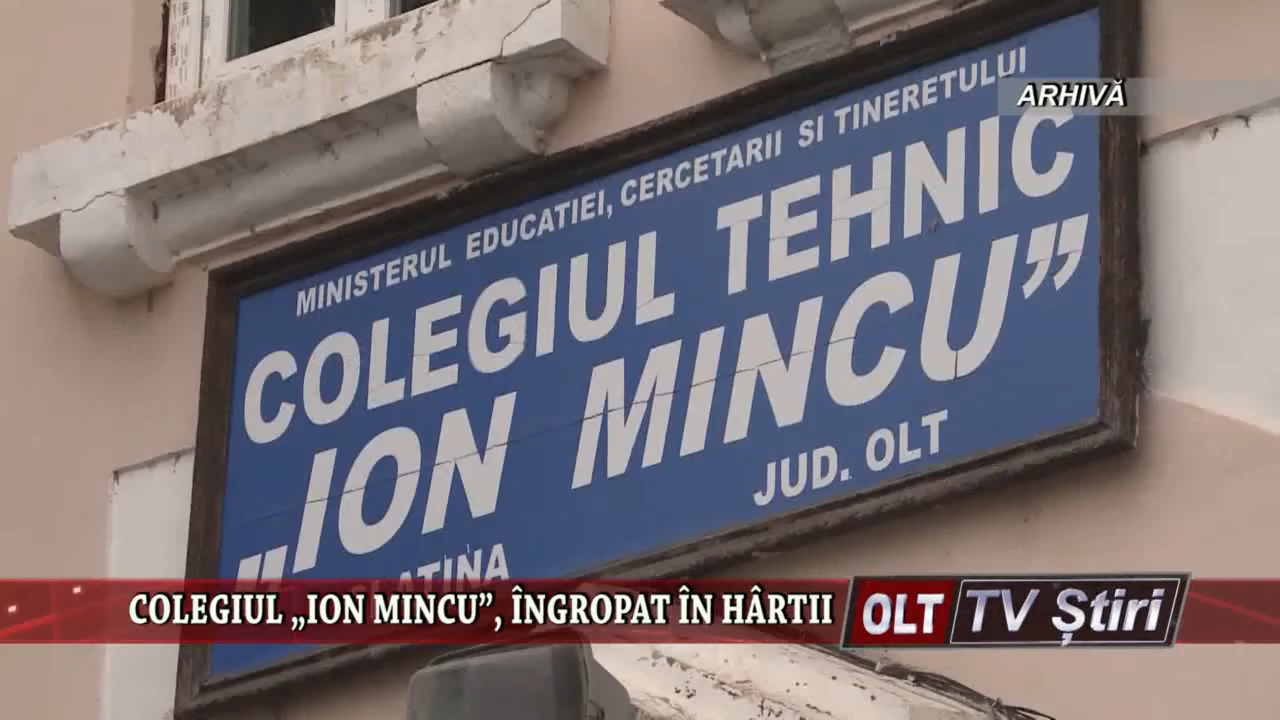 ARHIVĂ
MINISTERUL EDUCATIEI, CERCETARII SI TINERETULUI
COLEGIUL TEHNIC
„ION MINCU”
SLATINA JUD. OLT
COLEGIUL „ION MINCU”, ÎNGROPAT ÎN HÂRTII
OLT TV Știri